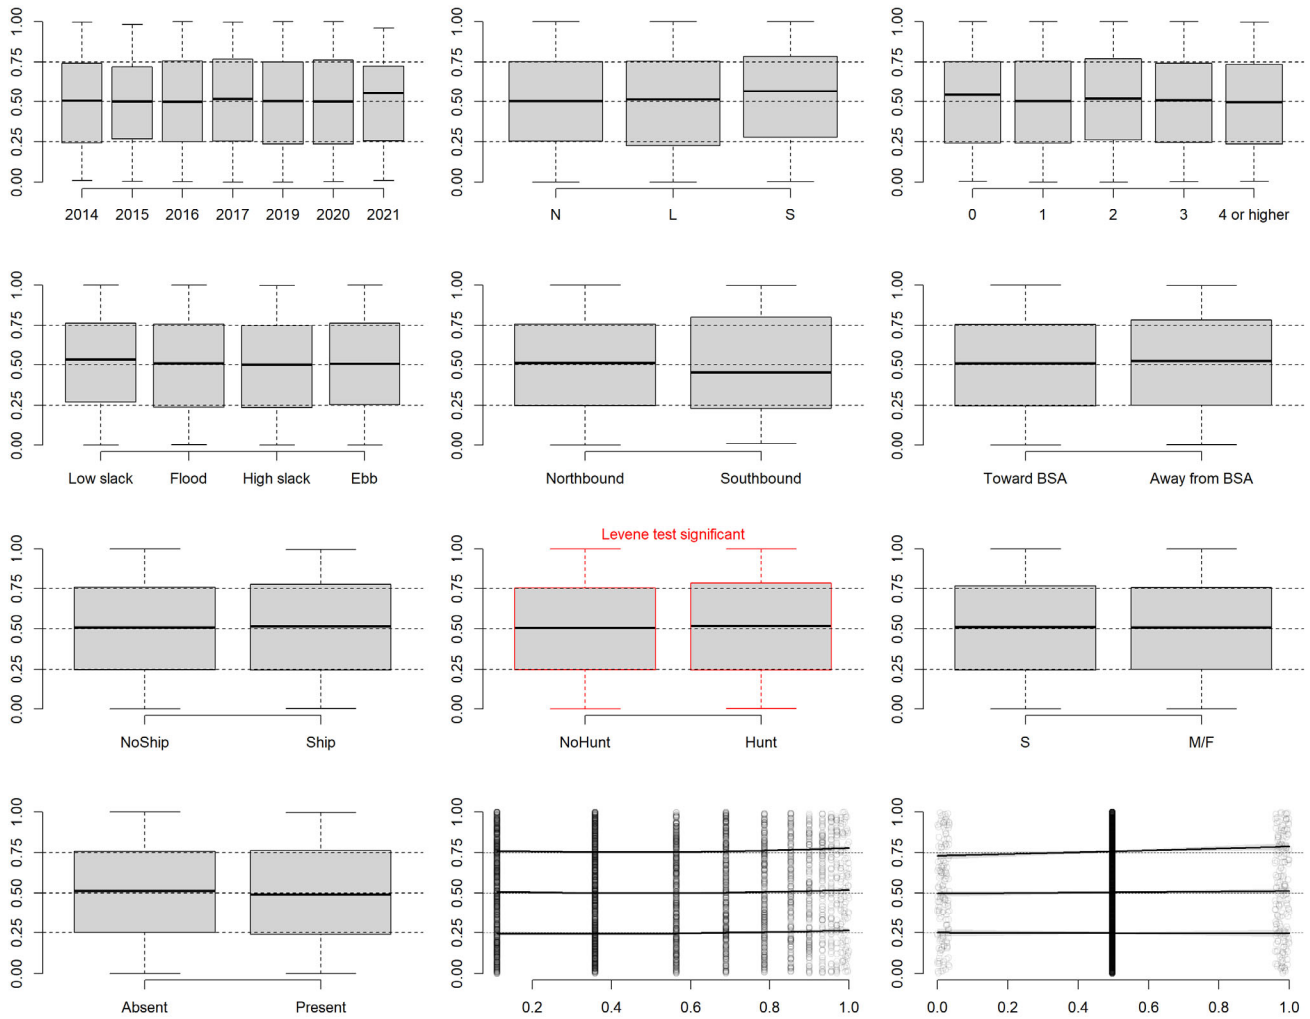 0.00 0.25 0.50 0.75 1.00
2014 2015 2016 2017 2019 2020 2021
0.00 0.25 0.50 0.75 1.00
N L S
0.00 0.25 0.50 0.75 1.00
0 1 2 3 4 or higher
0.00 0.25 0.50 0.75 1.00
Low slack Flood High slack Ebb
0.00 0.25 0.50 0.75 1.00
Northbound Southbound
0.00 0.25 0.50 0.75 1.00
Toward BSA Away from BSA
0.00 0.25 0.50 0.75 1.00
NoShip Ship
Levene test significant
0.00 0.25 0.50 0.75 1.00
NoHunt Hunt
0.00 0.25 0.50 0.75 1.00
S M/F
0.00 0.25 0.50 0.75 1.00
Absent Present
0.00 0.25 0.50 0.75 1.00
0.2 0.4 0.6 0.8 1.0
0.00 0.25 0.50 0.75 1.00
0.0 0.2 0.4 0.6 0.8 1.0